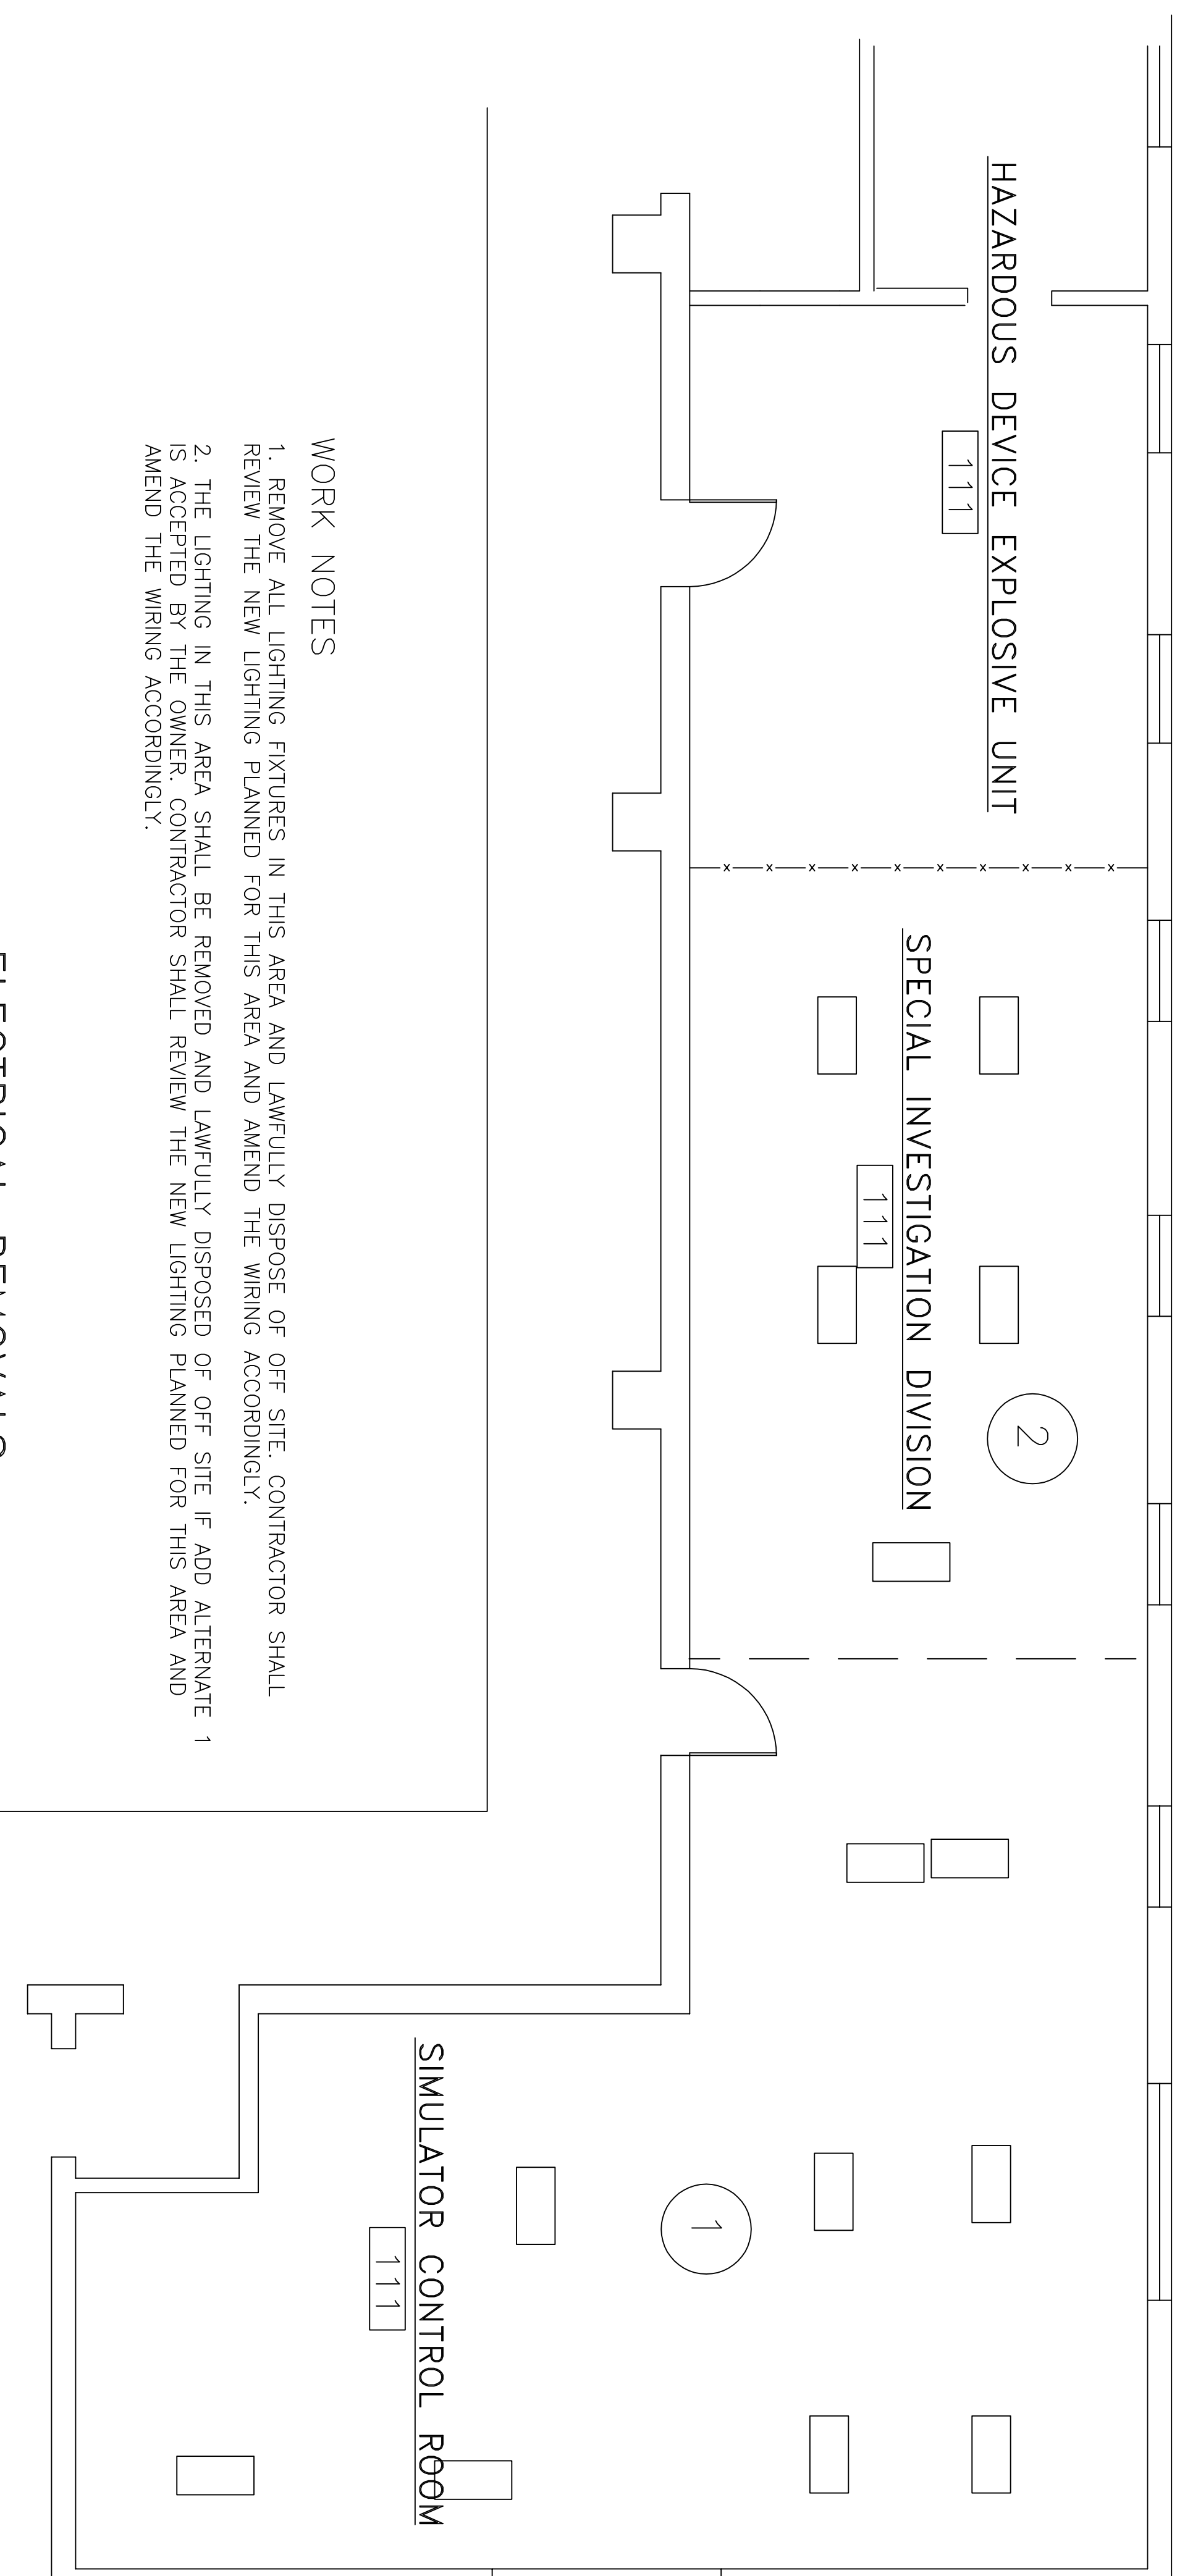 HAZARDOUS DEVICE EXPLOSIVE UNIT
111
SPECIAL INVESTIGATION DIVISION
111
2
1
SIMULATOR CONTROL ROOM
111
WORK NOTES
1. REMOVE ALL LIGHTING FIXTURES IN THIS AREA AND LAWFULLY DISPOSE OF OFF SITE. CONTRACTOR SHALL
REVIEW THE NEW LIGHTING PLANNED FOR THIS AREA AND AMEND THE WIRING ACCORDINGLY.
2. THE LIGHTING IN THIS AREA SHALL BE REMOVED AND LAWFULLY DISPOSED OF OFF SITE IF ADD ALTERNATE 1
IS ACCEPTED BY THE OWNER. CONTRACTOR SHALL REVIEW THE NEW LIGHTING PLANNED FOR THIS AREA AND
AMEND THE WIRING ACCORDINGLY.
ELECTRICAL REMOVALS